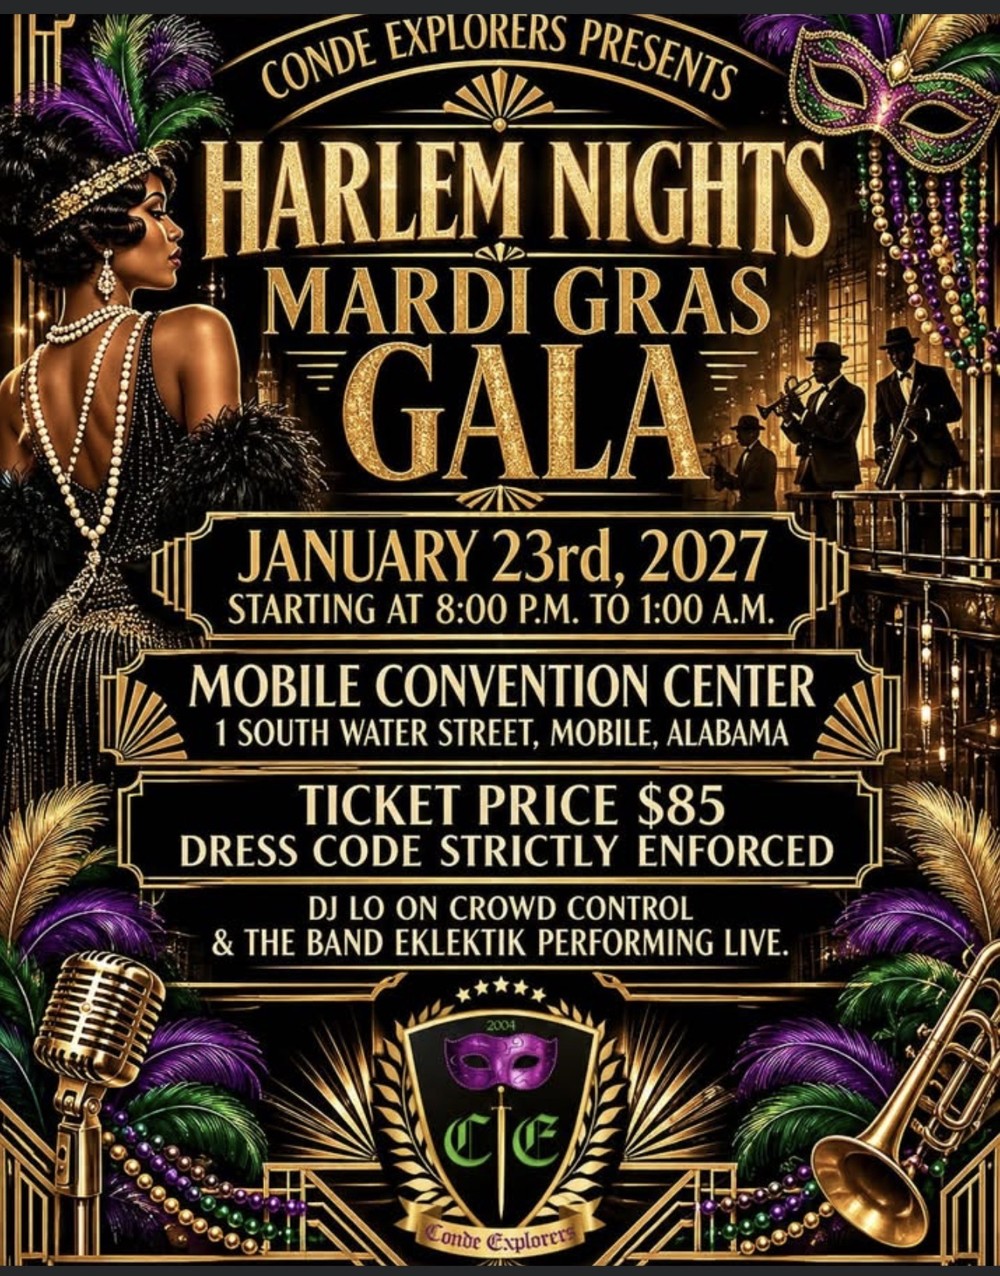 CONDE EXPLORERS PRESENTS
HARLEM NIGHTS
MARDI GRAS
GALA
JANUARY 23rd, 2027
STARTING AT 8:00 P.M. TO 1:00 A.M.
MOBILE CONVENTION CENTER
1 SOUTH WATER STREET, MOBILE, ALABAMA
TICKET PRICE $85
DRESS CODE STRICTLY ENFORCED
DJ LO ON CROWD CONTROL
& THE BAND EKLEKTIK PERFORMING LIVE.
2004
C E
Conde Explorers